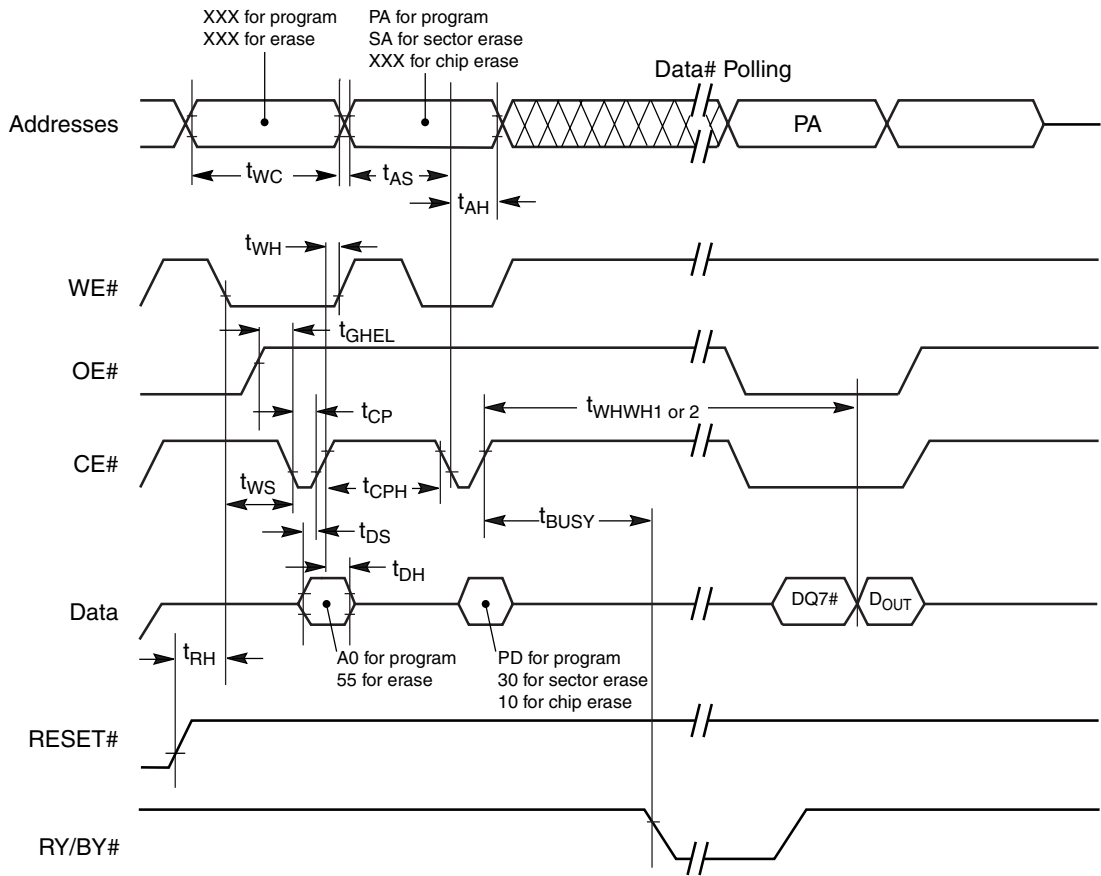 XXX for program
XXX for erase
PA for program
SA for sector erase
XXX for chip erase
Data# Polling
Addresses
PA
tWC
tAS
tAH
tWH
WE#
tGHEL
OE#
tWHWH1 or 2
tCP
CE#
tWS
tCPH
tBUSY
tDS
tDH
Data
DQ7#
DOUT
tRH
A0 for program
55 for erase
PD for program
30 for sector erase
10 for chip erase
RESET#
RY/BY#